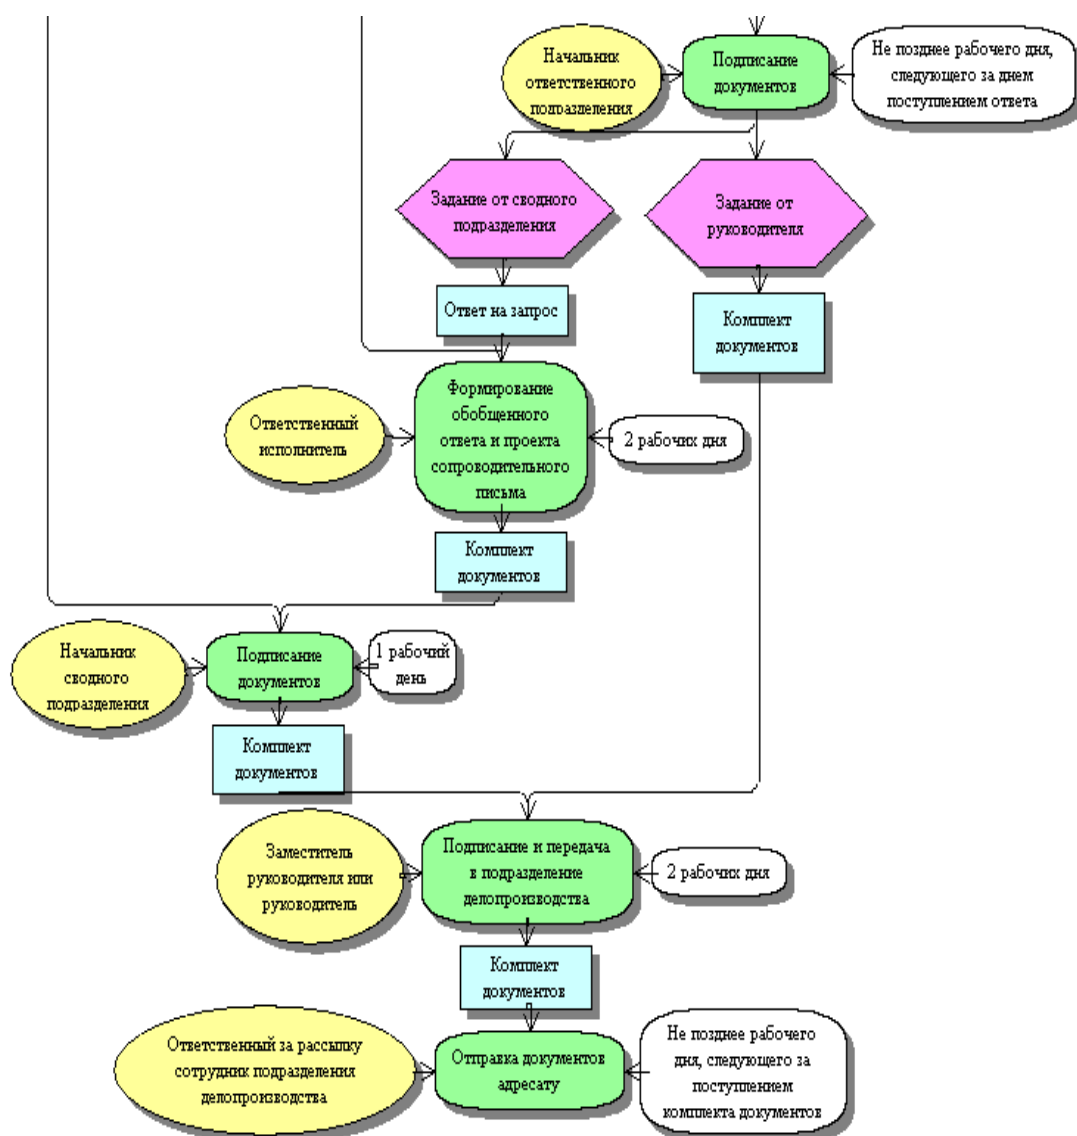 Начальник
ответственного
подразделения
Подписание
документов
Не позднее рабочего дня,
следующего за днем
поступлением ответа
Задание от сводного
подразделения
Задание от
руководителя
Ответ на запрос
Комплект
документов
Ответственный
исполнитель
Формирование
обобщенного
ответа и проекта
сопроводительного
письма
2 рабочих дня
Комплект
документов
Начальник
сводного
подразделения
Подписание
документов
1 рабочий
день
Комплект
документов
Заместитель
руководителя или
руководитель
Подписание и передача
в подразделение
делопроизводства
2 рабочих дня
Комплект
документов
Ответственный за рассылку
сотрудник подразделения
делопроизводства
Отправка документов
адресату
Не позднее рабочего
дня, следующего за
поступлением
комплекта документов